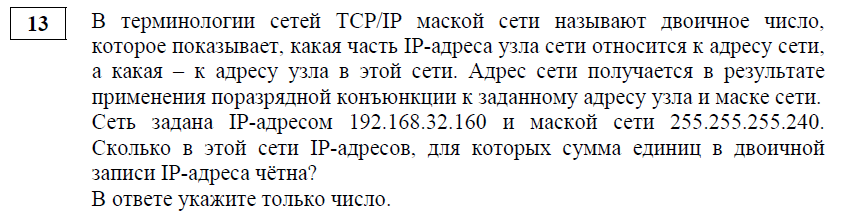 13
В терминологии сетей TCP/IP маской сети называют двоичное число,
которое показывает, какая часть IP-адреса узла сети относится к адресу сети,
а какая – к адресу узла в этой сети. Адрес сети получается в результате
применения поразрядной конъюнкции к заданному адресу узла и маске сети.
Сеть задана IP-адресом 192.168.32.160 и маской сети 255.255.255.240.
Сколько в этой сети IP-адресов, для которых сумма единиц в двоичной
записи IP-адреса чётна?
В ответе укажите только число.